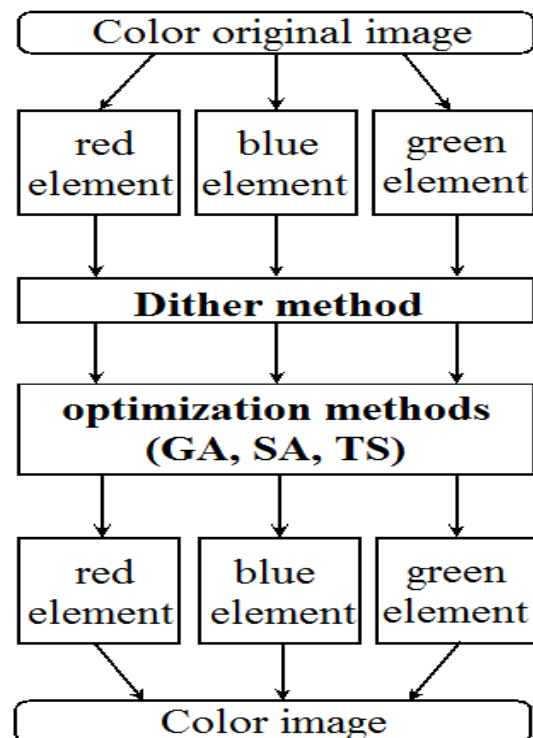 Color original image
red
element
blue
element
green
element
Dither method
optimization methods
(GA, SA, TS)
red
element
blue
element
green
element
Color image